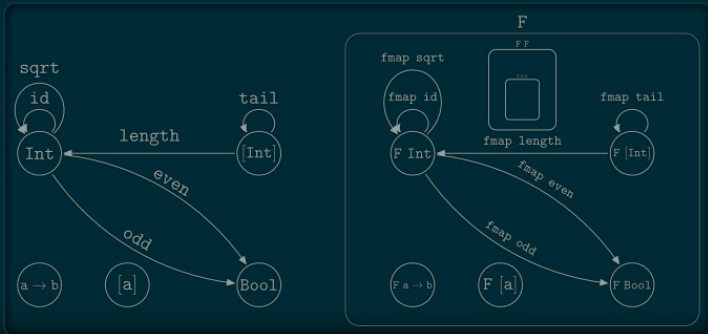 sqrt
id
tail
length
Int
[Int]
even
odd
a → b
[a]
Bool
F
fmap sqrt
F F
fmap id
fmap tail
fmap length
F Int
F [Int]
fmap even
fmap odd
F a → b
F [a]
F Bool